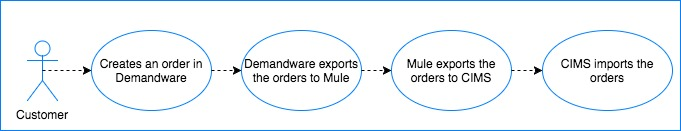 Customer
Creates an order in
Demandware
Demandware exports
the orders to Mule
Mule exports the
orders to CIMS
CIMS imports the
orders